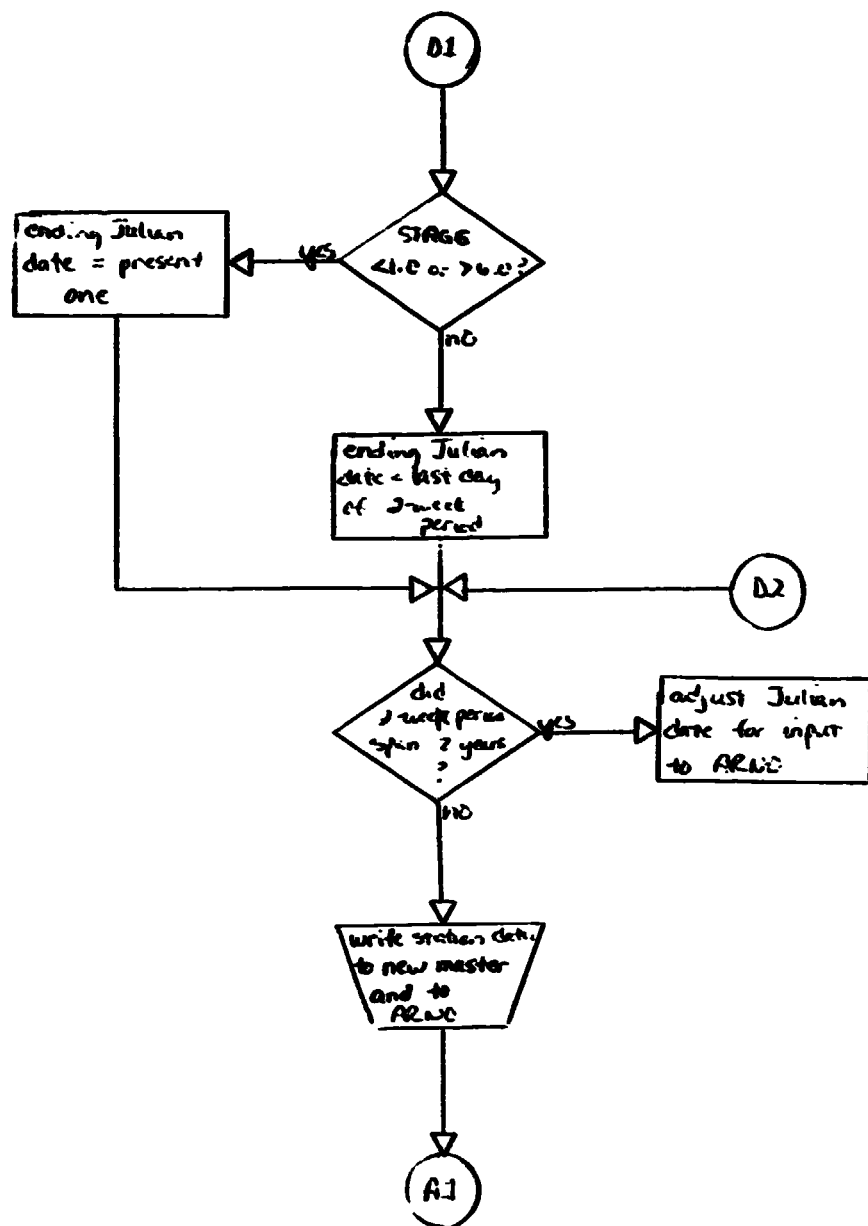 D1
STAGE
<1.0 or >6.0?
yes
ending Julian
date = present
one
no
ending Julian
date = last day
of 2-week
period
D2
did
2-week period
span 2 years
?
yes
adjust Julian
date for input
to
no
write station data
to new master
and to
A1